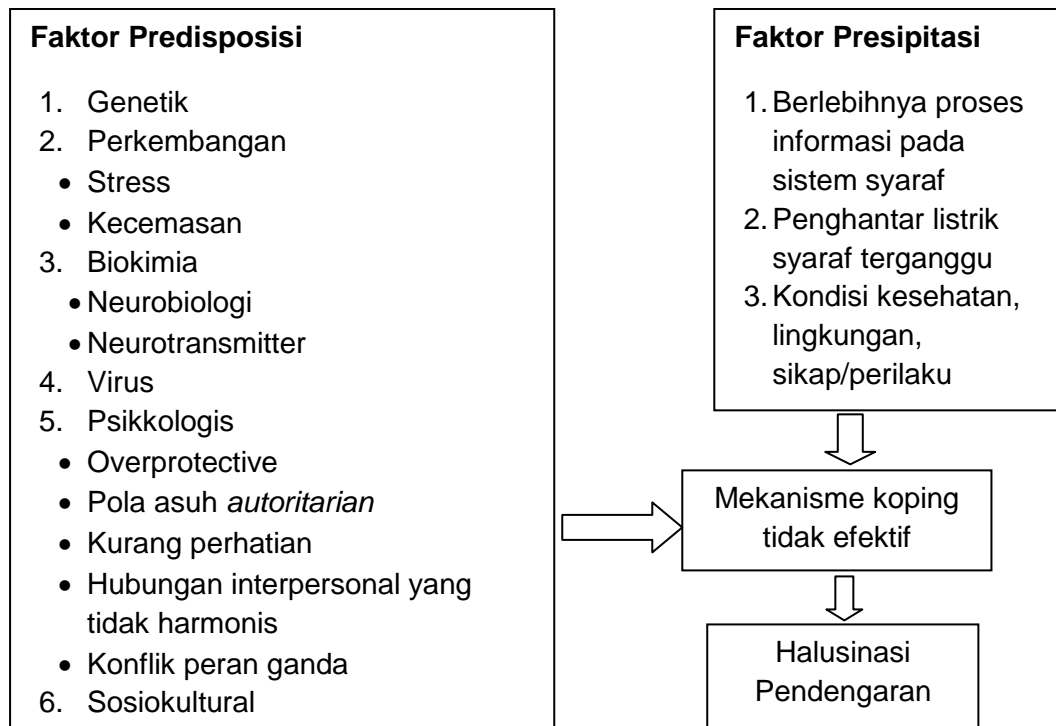 Faktor Predisposisi
1. Genetik
2. Perkembangan
• Stress
• Kecemasan
3. Biokimia
• Neurobiologi
• Neurotransmitter
4. Virus
5. Psikkologis
• Overprotective
• Pola asuh autoritarian
• Kurang perhatian
• Hubungan interpersonal yang
tidak harmonis
• Konflik peran ganda
6. Sosiokultural
Faktor Presipitasi
1. Berlebihnya proses
informasi pada
sistem syaraf
2. Penghantar listrik
syaraf terganggu
3. Kondisi kesehatan,
lingkungan,
sikap/perilaku
Mekanisme koping
tidak efektif
Halusinasi
Pendengaran